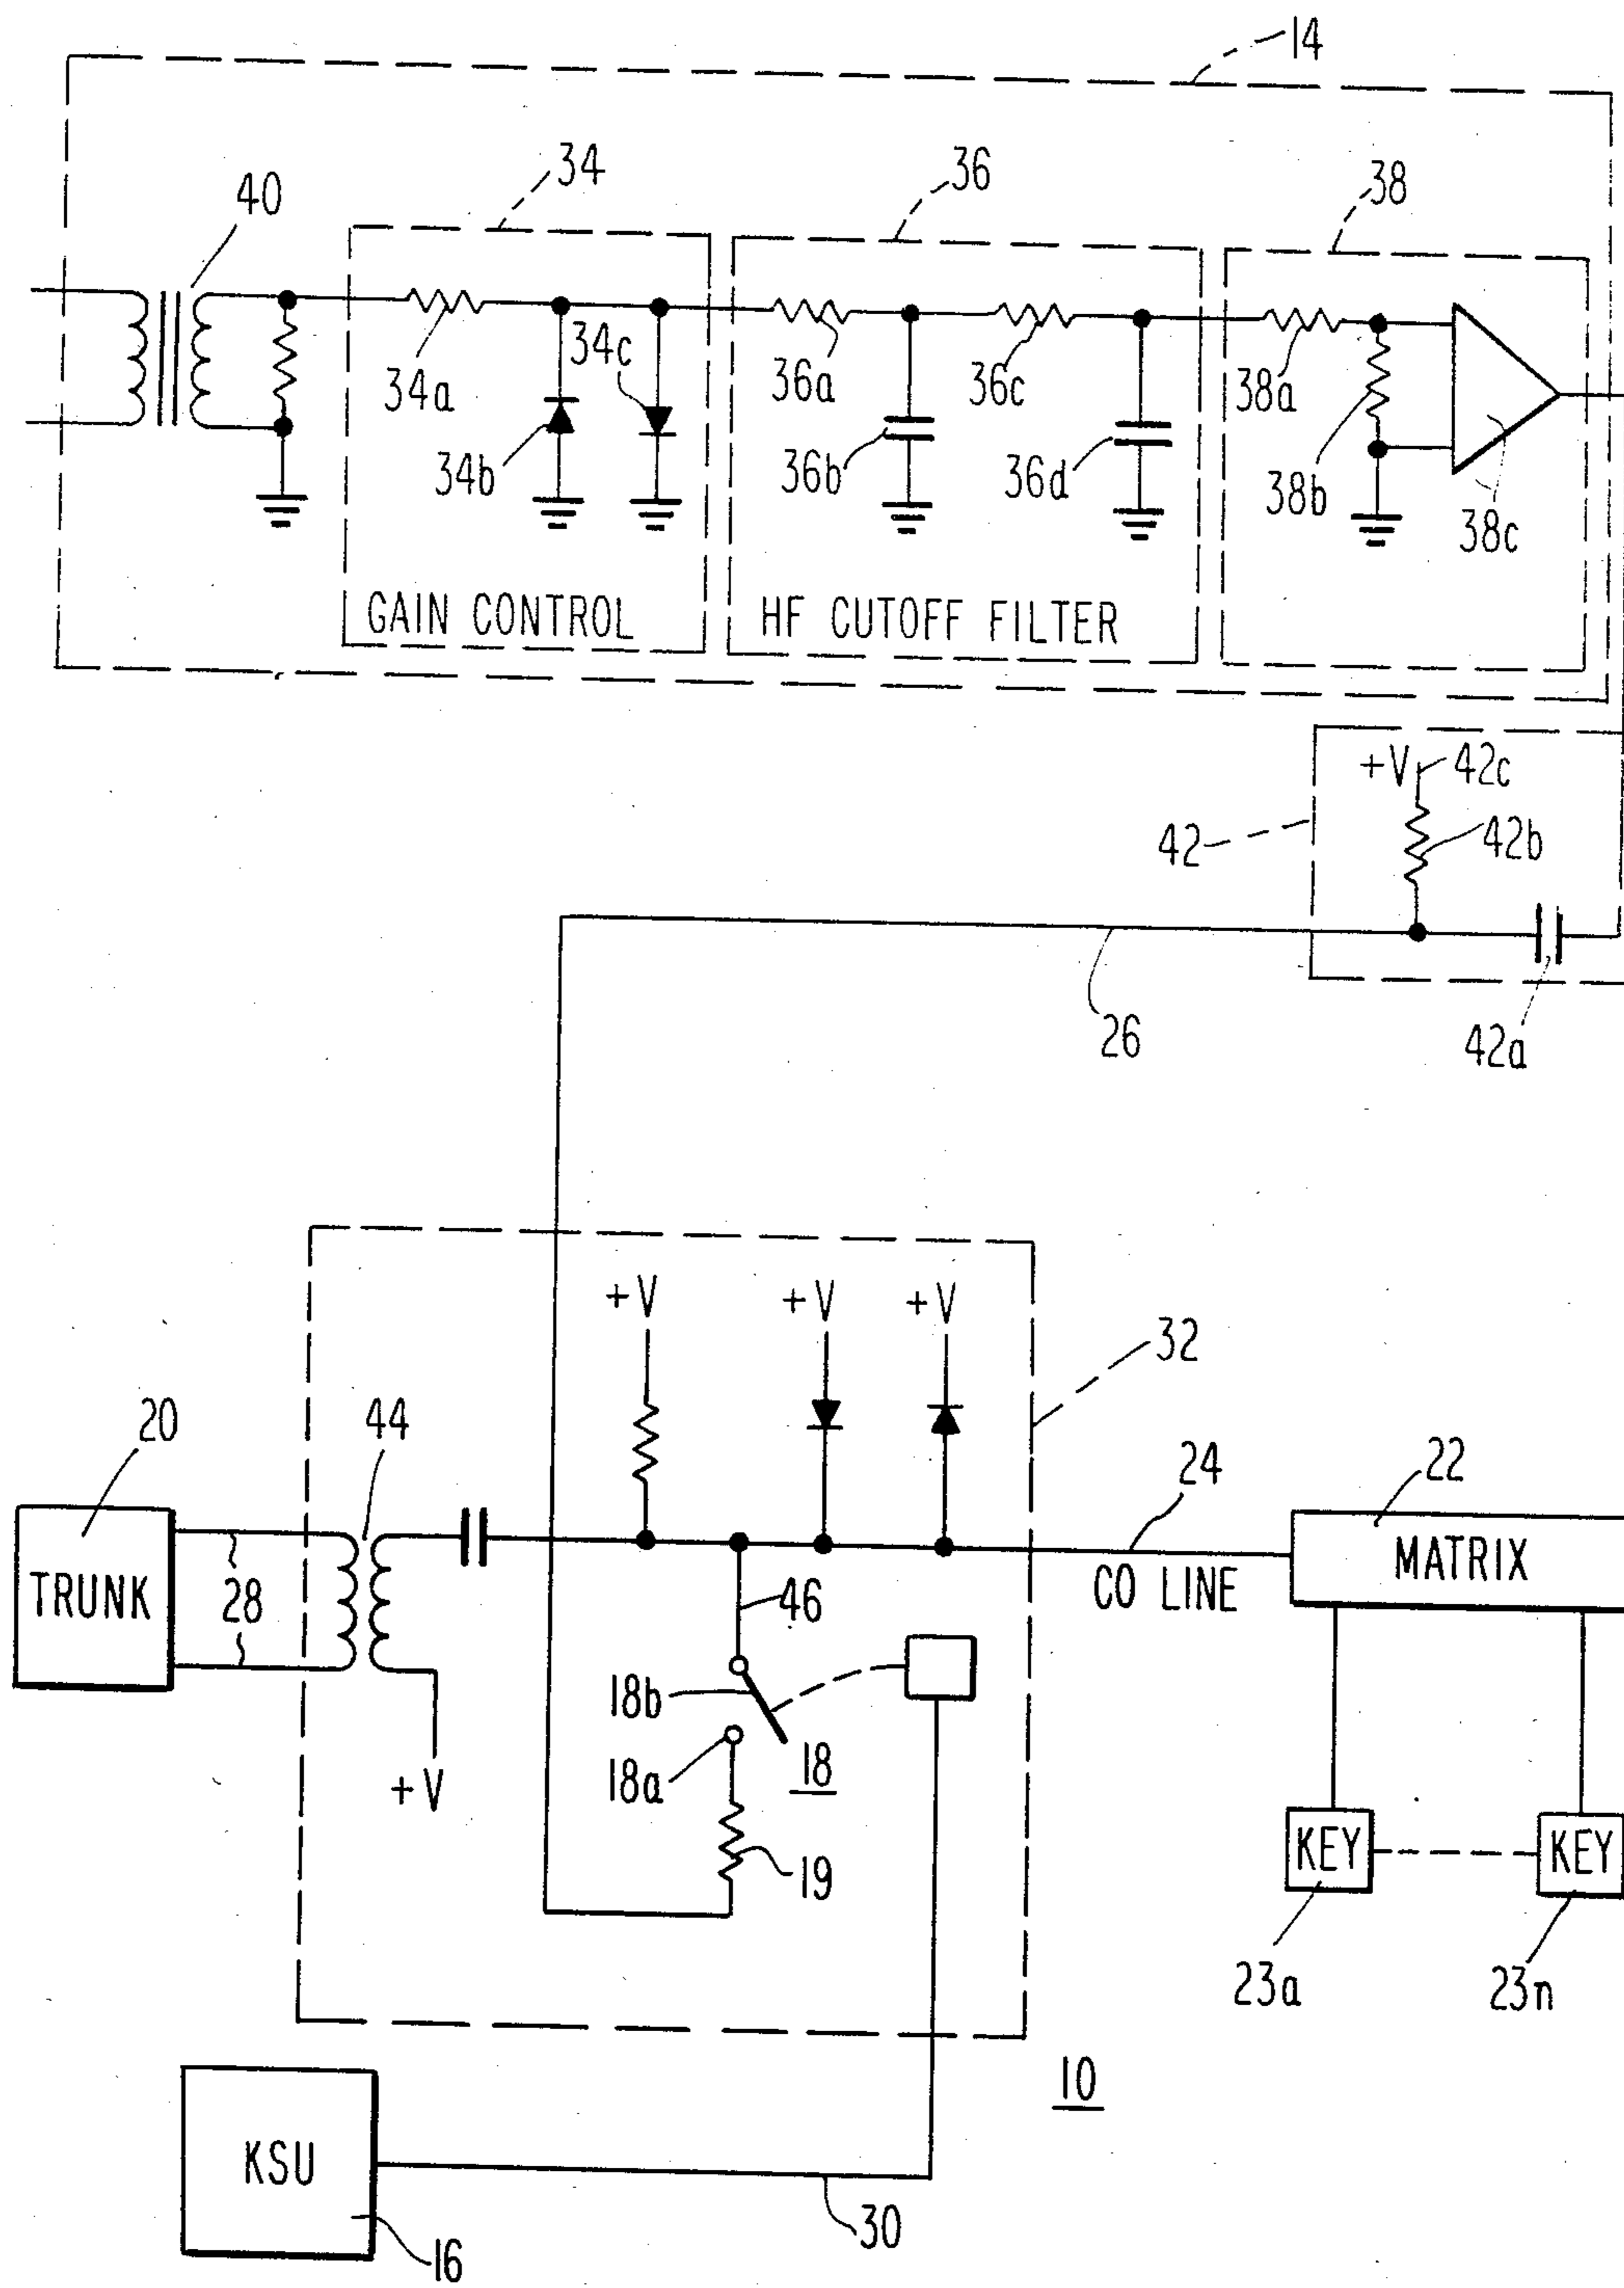 14
40
34
36
38
34a
34b
34c
36a
36b
36c
36d
38a
38b
38c
GAIN CONTROL
HF CUTOFF FILTER
+V
42c
42
42b
26
42a
+V
+V
+V
32
20
44
24
22
TRUNK
28
46
CO LINE
MATRIX
18b
18a
18
+V
19
KEY
KEY
23a
23n
10
KSU
30
16